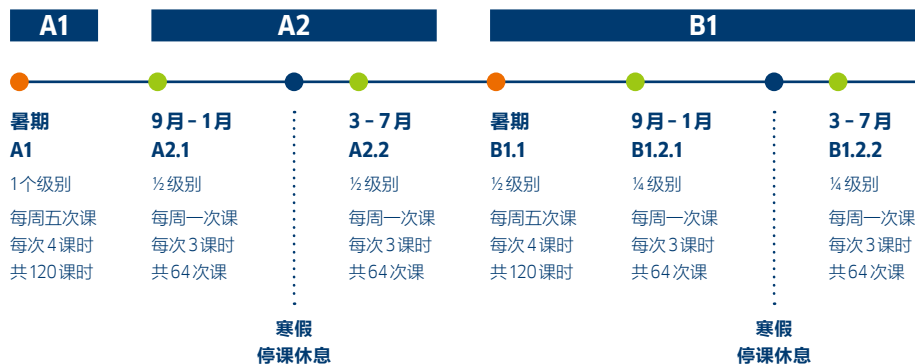 A1
A2
B1
暑期
A1
1个级别
每周五次课
每次4课时
共120课时
9月–1月
A2.1
½级别
每周一次课
每次3课时
共64次课
寒假
停课休息
3–7月
A2.2
½级别
每周一次课
每次3课时
共64次课
暑期
B1.1
½级别
每周五次课
每次4课时
共120课时
9月–1月
B1.2.1
¼级别
每周一次课
每次3课时
共64次课
寒假
停课休息
3–7月
B1.2.2
¼级别
每周一次课
每次3课时
共64次课